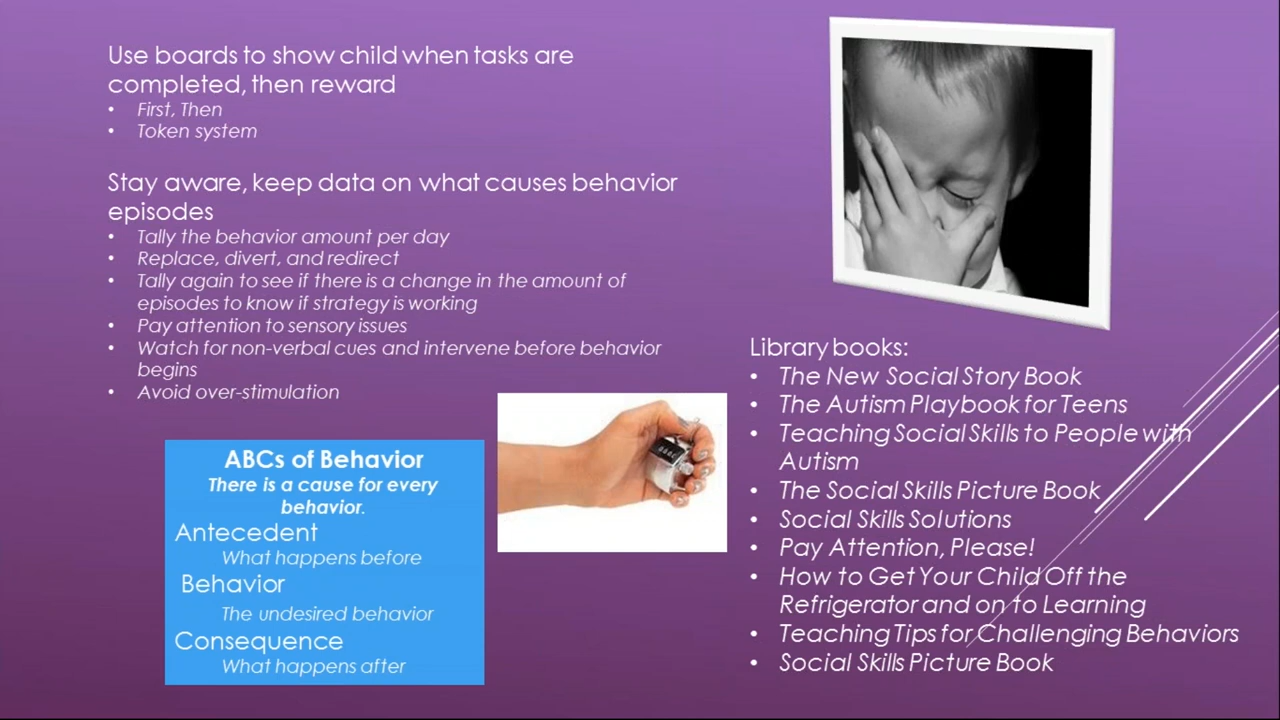 Use boards to show child when tasks are
completed, then reward
• First, Then
• Token system
Stay aware, keep data on what causes behavior
episodes
• Tally the behavior amount per day
• Replace, divert, and redirect
• Tally again to see if there is a change in the amount of
episodes to know if strategy is working
• Pay attention to sensory issues
• Watch for non-verbal cues and intervene before behavior
begins
• Avoid over-stimulation
ABCs of Behavior
There is a cause for every
behavior.
Antecedent
What happens before
Behavior
The undesired behavior
Consequence
What happens after
Library books:
• The New Social Story Book
• The Autism Playbook for Teens
• Teaching Social Skills to People with
Autism
• The Social Skills Picture Book
• Social Skills Solutions
• Pay Attention, Please!
• How to Get Your Child Off the
Refrigerator and on to Learning
• Teaching Tips for Challenging Behaviors
• Social Skills Picture Book